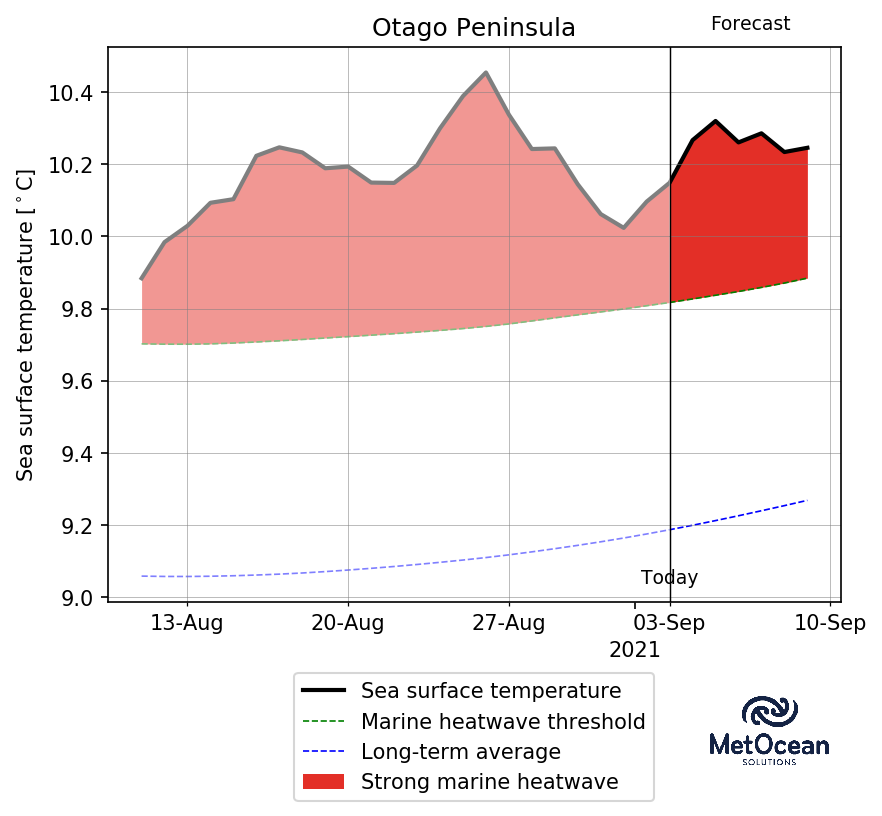 Otago Peninsula
Forecast
Sea surface temperature [ ° C]
10.4
10.2
10.0
9.8
9.6
9.4
9.2
9.0
Today
13-Aug 20-Aug 27-Aug 03-Sep 10-Sep
2021
Sea surface temperature
Marine heatwave threshold
Long-term average
Strong marine heatwave
MetOcean
SOLUTIONS